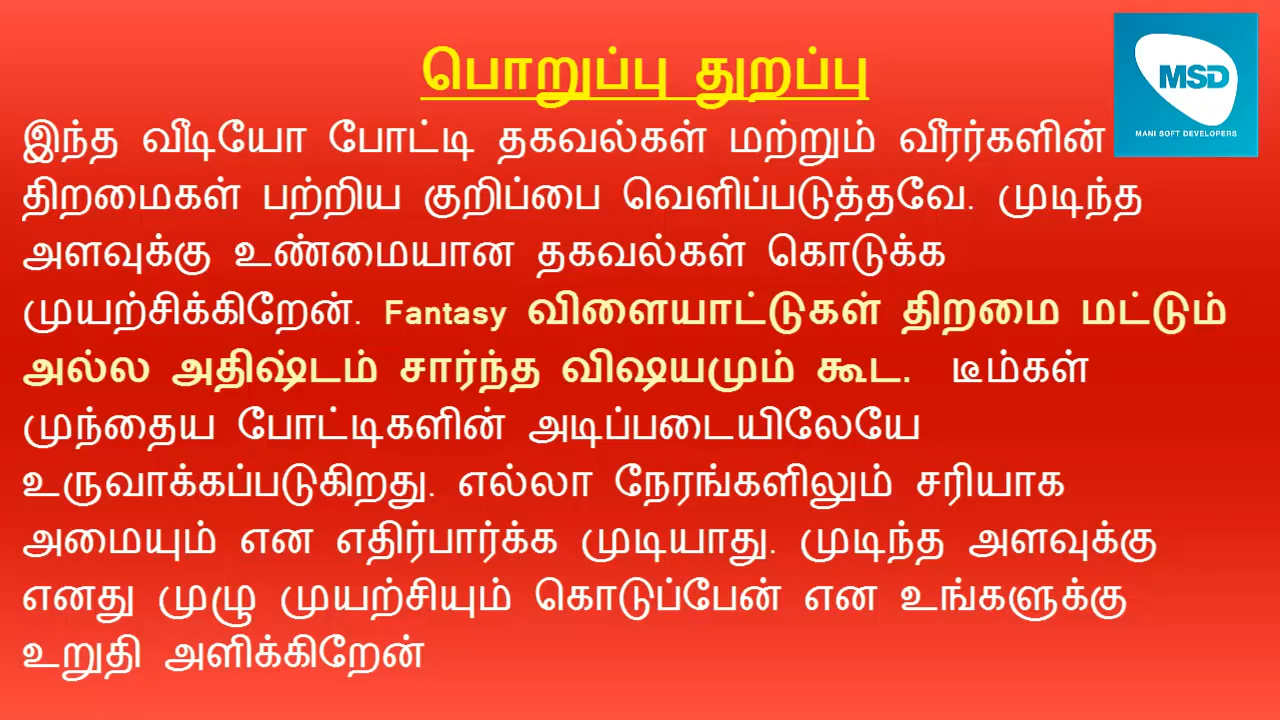 பொறுப்பு துறப்பு
MSD
MANI SOFT DEVELOPERS
இந்த வீடியோ போட்டி தகவல்கள் மற்றும் வீரர்களின்
திறமைகள் பற்றிய குறிப்பை வெளிப்படுத்தவே. முடிந்த
அளவுக்கு உண்மையான தகவல்கள் கொடுக்க
முயற்சிக்கிறேன். Fantasy விளையாட்டுகள் திறமை மட்டும்
அல்ல அதிஷ்டம் சார்ந்த விஷயமும் கூட. டீம்கள்
முந்தைய போட்டிகளின் அடிப்படையிலேயே
உருவாக்கப்படுகிறது. எல்லா நேரங்களிலும் சரியாக
அமையும் என எதிர்பார்க்க முடியாது. முடிந்த அளவுக்கு
எனது முழு முயற்சியும் கொடுப்பேன் என உங்களுக்கு
உறுதி அளிக்கிறேன்